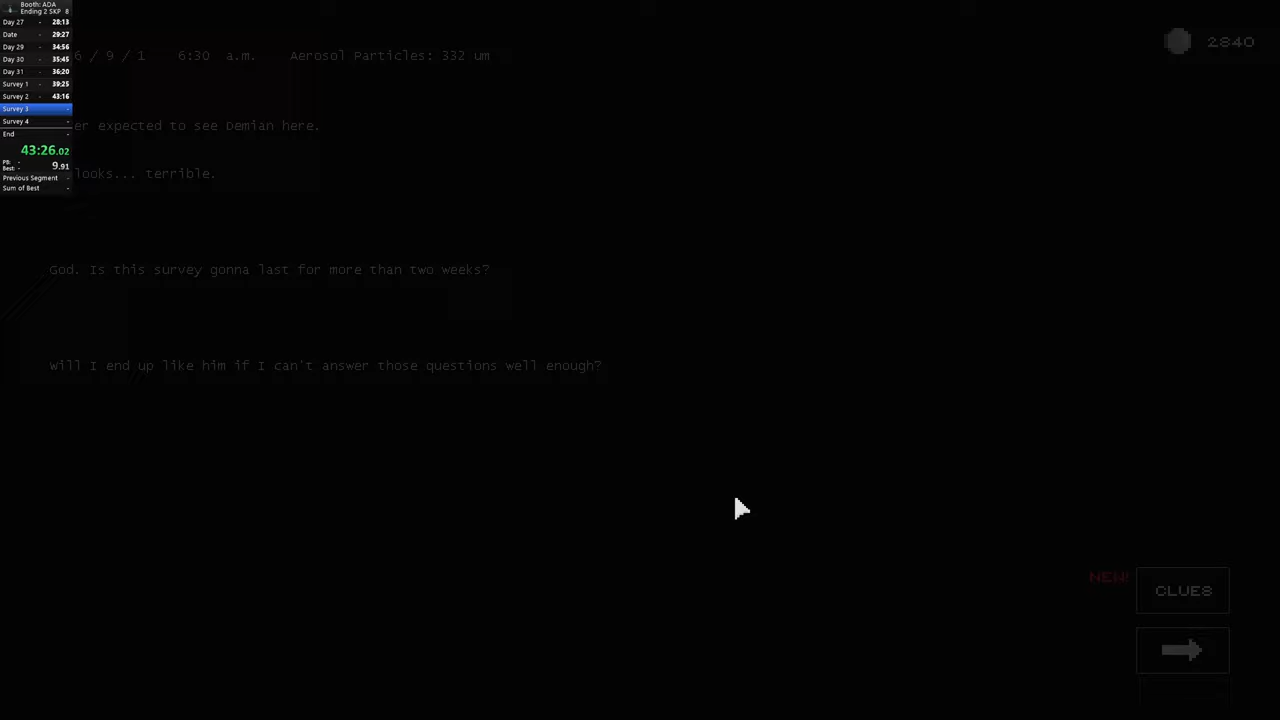 Booth: ADA
Ending 2 SKP 8
Day 27 - 28:13
Date - 29:27
Day 29 - 34:56
Day 30 - 35:45
Day 31 - 36:20
Survey 1 - 39:25
Survey 2 - 43:16
Survey 3 -
Survey 4 -
End -
43:26.02
PB: -
Best: - 9.91
Previous Segment -
Sum of Best -
6 / 9 / 1 6:30 a.m. Aerosol Particles: 332 um
2840
er expected to see Demian here.
looks... terrible.
God. Is this survey gonna last for more than two weeks?
Will I end up like him if I can't answer those questions well enough?
NEW!
CLUES